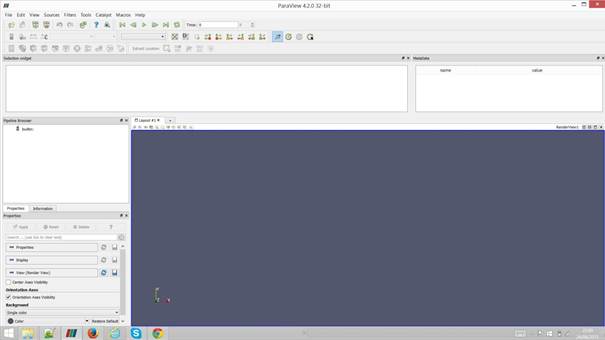 ParaView 4.2.0 32-bit
File Edit View Sources Filters Tools Catalyst Macros Help
Time: 0
Extract Location
Selection widget
MetaData
name value
Pipeline Browser
builtin:
Layout #1
RenderView1
Properties Information
Properties
Apply Reset Delete ?
Search ... (use Esc to clear text)
Properties
Display
View (Render View)
Center Axes Visibility
Orientation Axes
Orientation Axes Visibility
Background
Single color
Color Restore Default